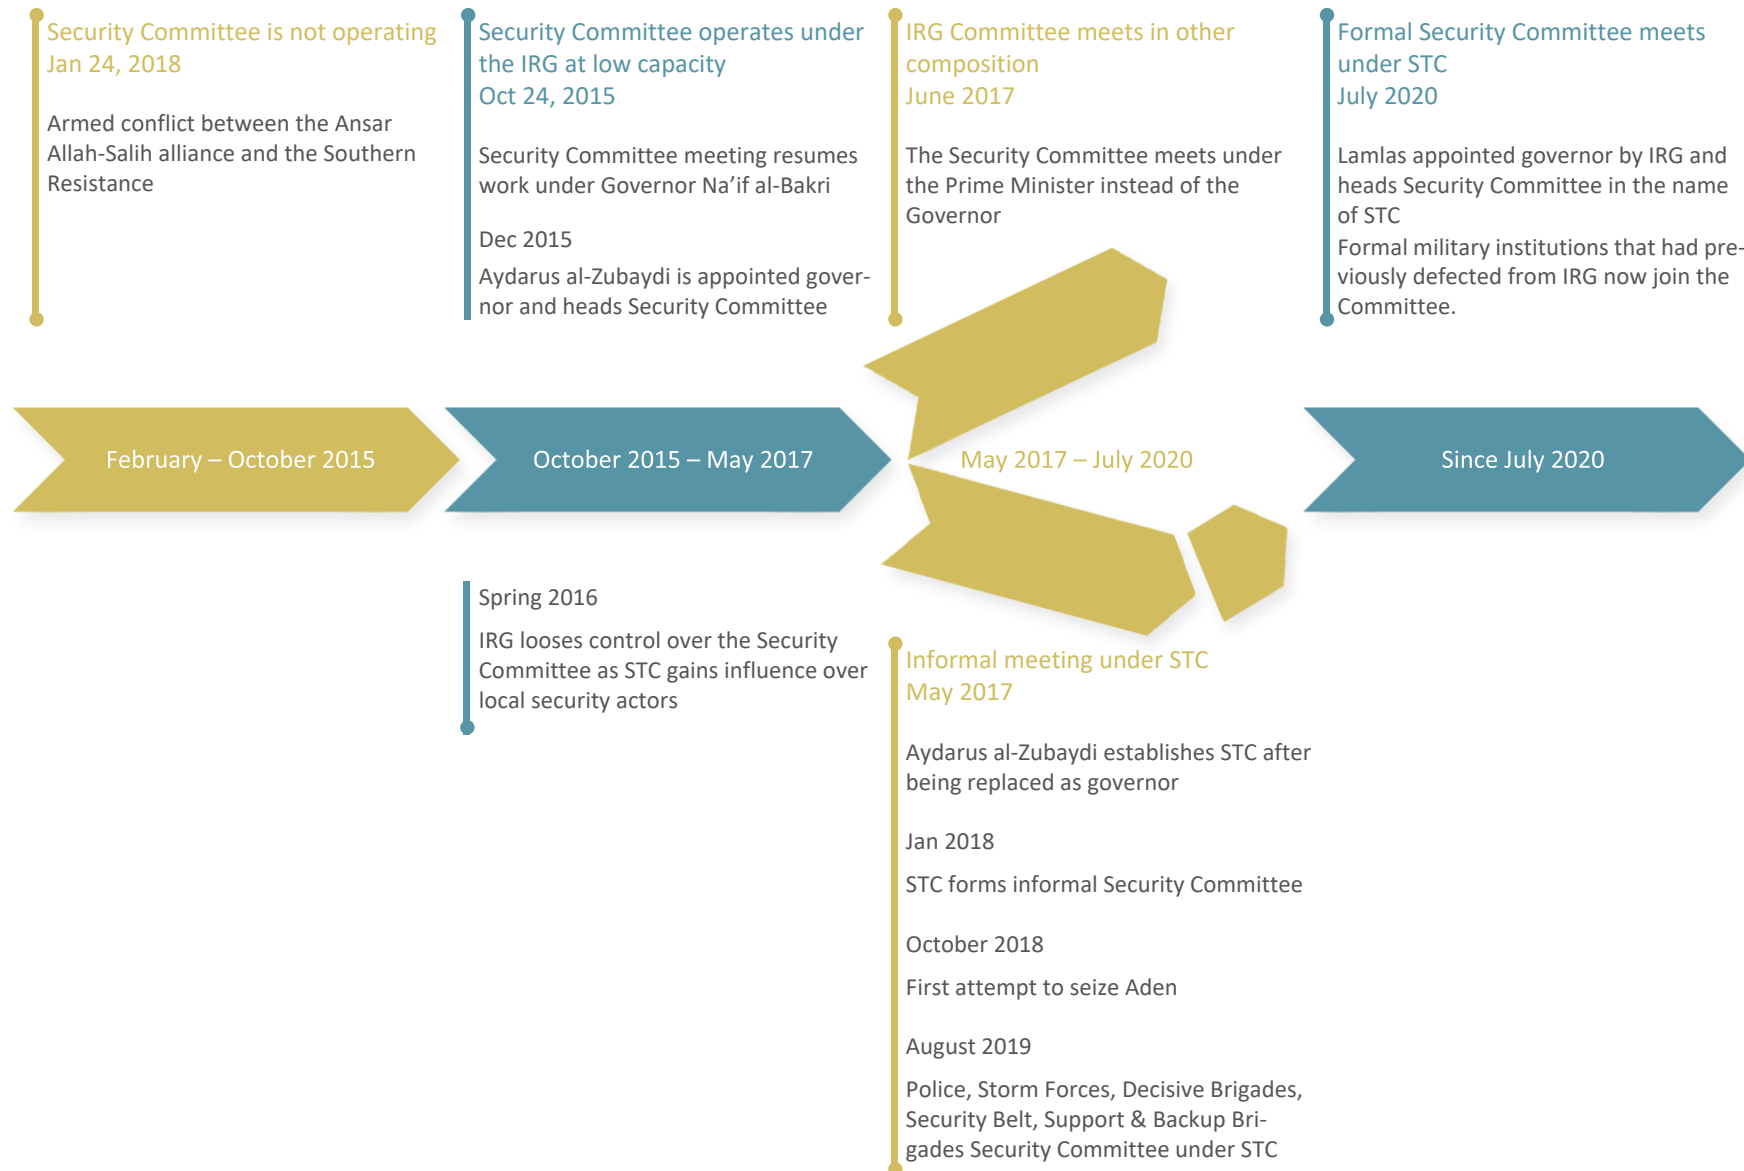 Security Committee is not operating
Jan 24, 2018
Armed conflict between the Ansar
Allah-Salih alliance and the Southern
Resistance
Security Committee operates under
the IRG at low capacity
Oct 24, 2015
Security Committee meeting resumes
work under Governor Na’if al-Bakri
Dec 2015
Aydarus al-Zubaydi is appointed gover-
nor and heads Security Committee
IRG Committee meets in other
composition
June 2017
The Security Committee meets under
the Prime Minister instead of the
Governor
Formal Security Committee meets
under STC
July 2020
Lamlas appointed governor by IRG and
heads Security Committee in the name
of STC
Formal military institutions that had pre-
viously defected from IRG now join the
Committee.
February – October 2015
October 2015 – May 2017
May 2017 – July 2020
Since July 2020
Spring 2016
IRG looses control over the Security
Committee as STC gains influence over
local security actors
Informal meeting under STC
May 2017
Aydarus al-Zubaydi establishes STC after
being replaced as governor
Jan 2018
STC forms informal Security Committee
October 2018
First attempt to seize Aden
August 2019
Police, Storm Forces, Decisive Brigades,
Security Belt, Support & Backup Bri-
gades Security Committee under STC